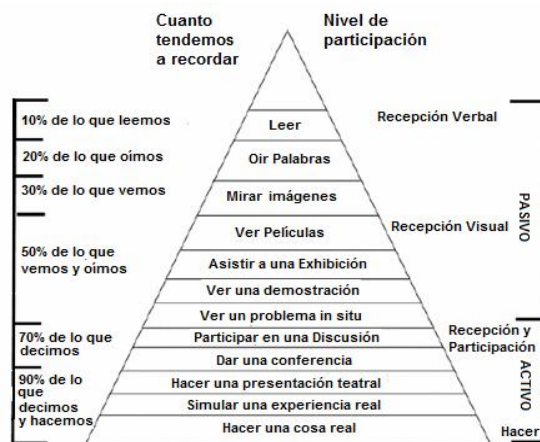 Cuanto
tendemos
a recordar
Nivel de
participación
10% de lo que leemos
20% de lo que oímos
30% de lo que vemos
50% de lo que
vemos y oímos
70% de lo que
decimos
90% de lo
que
decimos
y hacemos
Leer
Oir Palabras
Mirar imágenes
Ver Películas
Asistir a una Exhibición
Ver una demostración
Ver un problema in situ
Participar en una Discusión
Dar una conferencia
Hacer una presentación teatral
Simular una experiencia real
Hacer una cosa real
Recepción Verbal
Recepción Visual
Recepción y
Participación
Hacer
PASIVO
ACTIVO